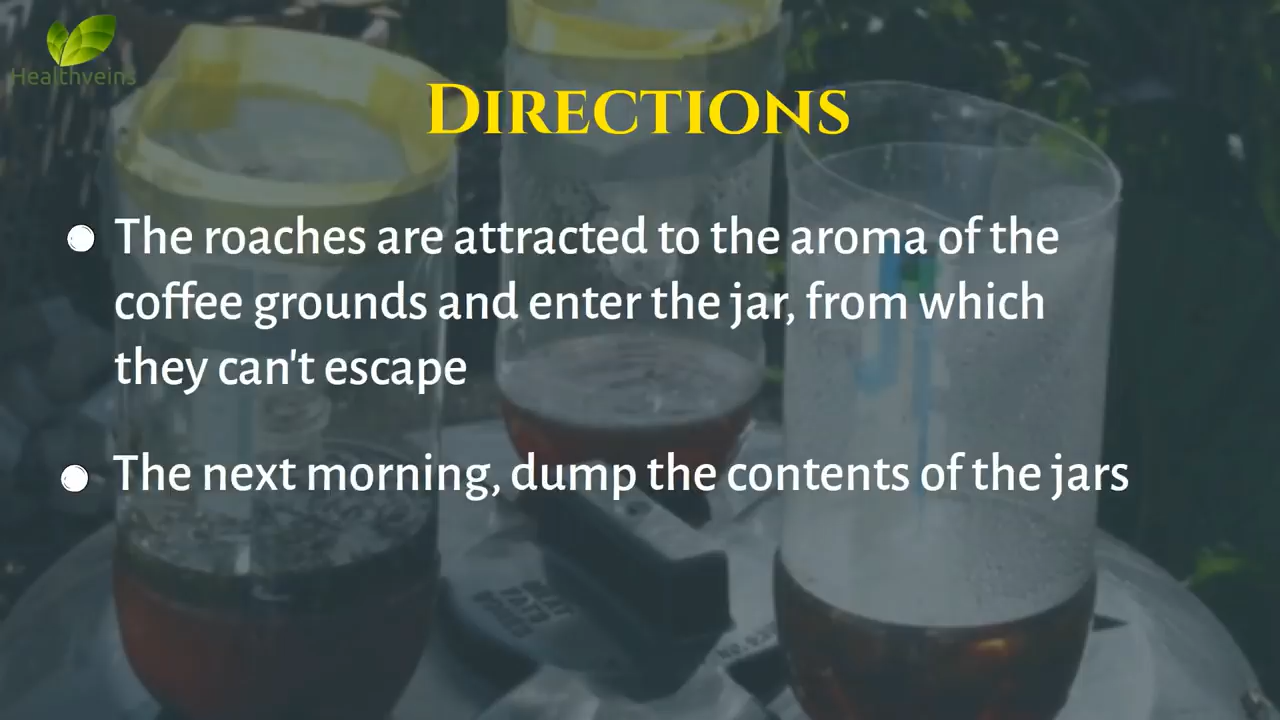 Healthveins
DIRECTIONS
The roaches are attracted to the aroma of the
coffee grounds and enter the jar, from which
they can't escape
The next morning, dump the contents of the jars